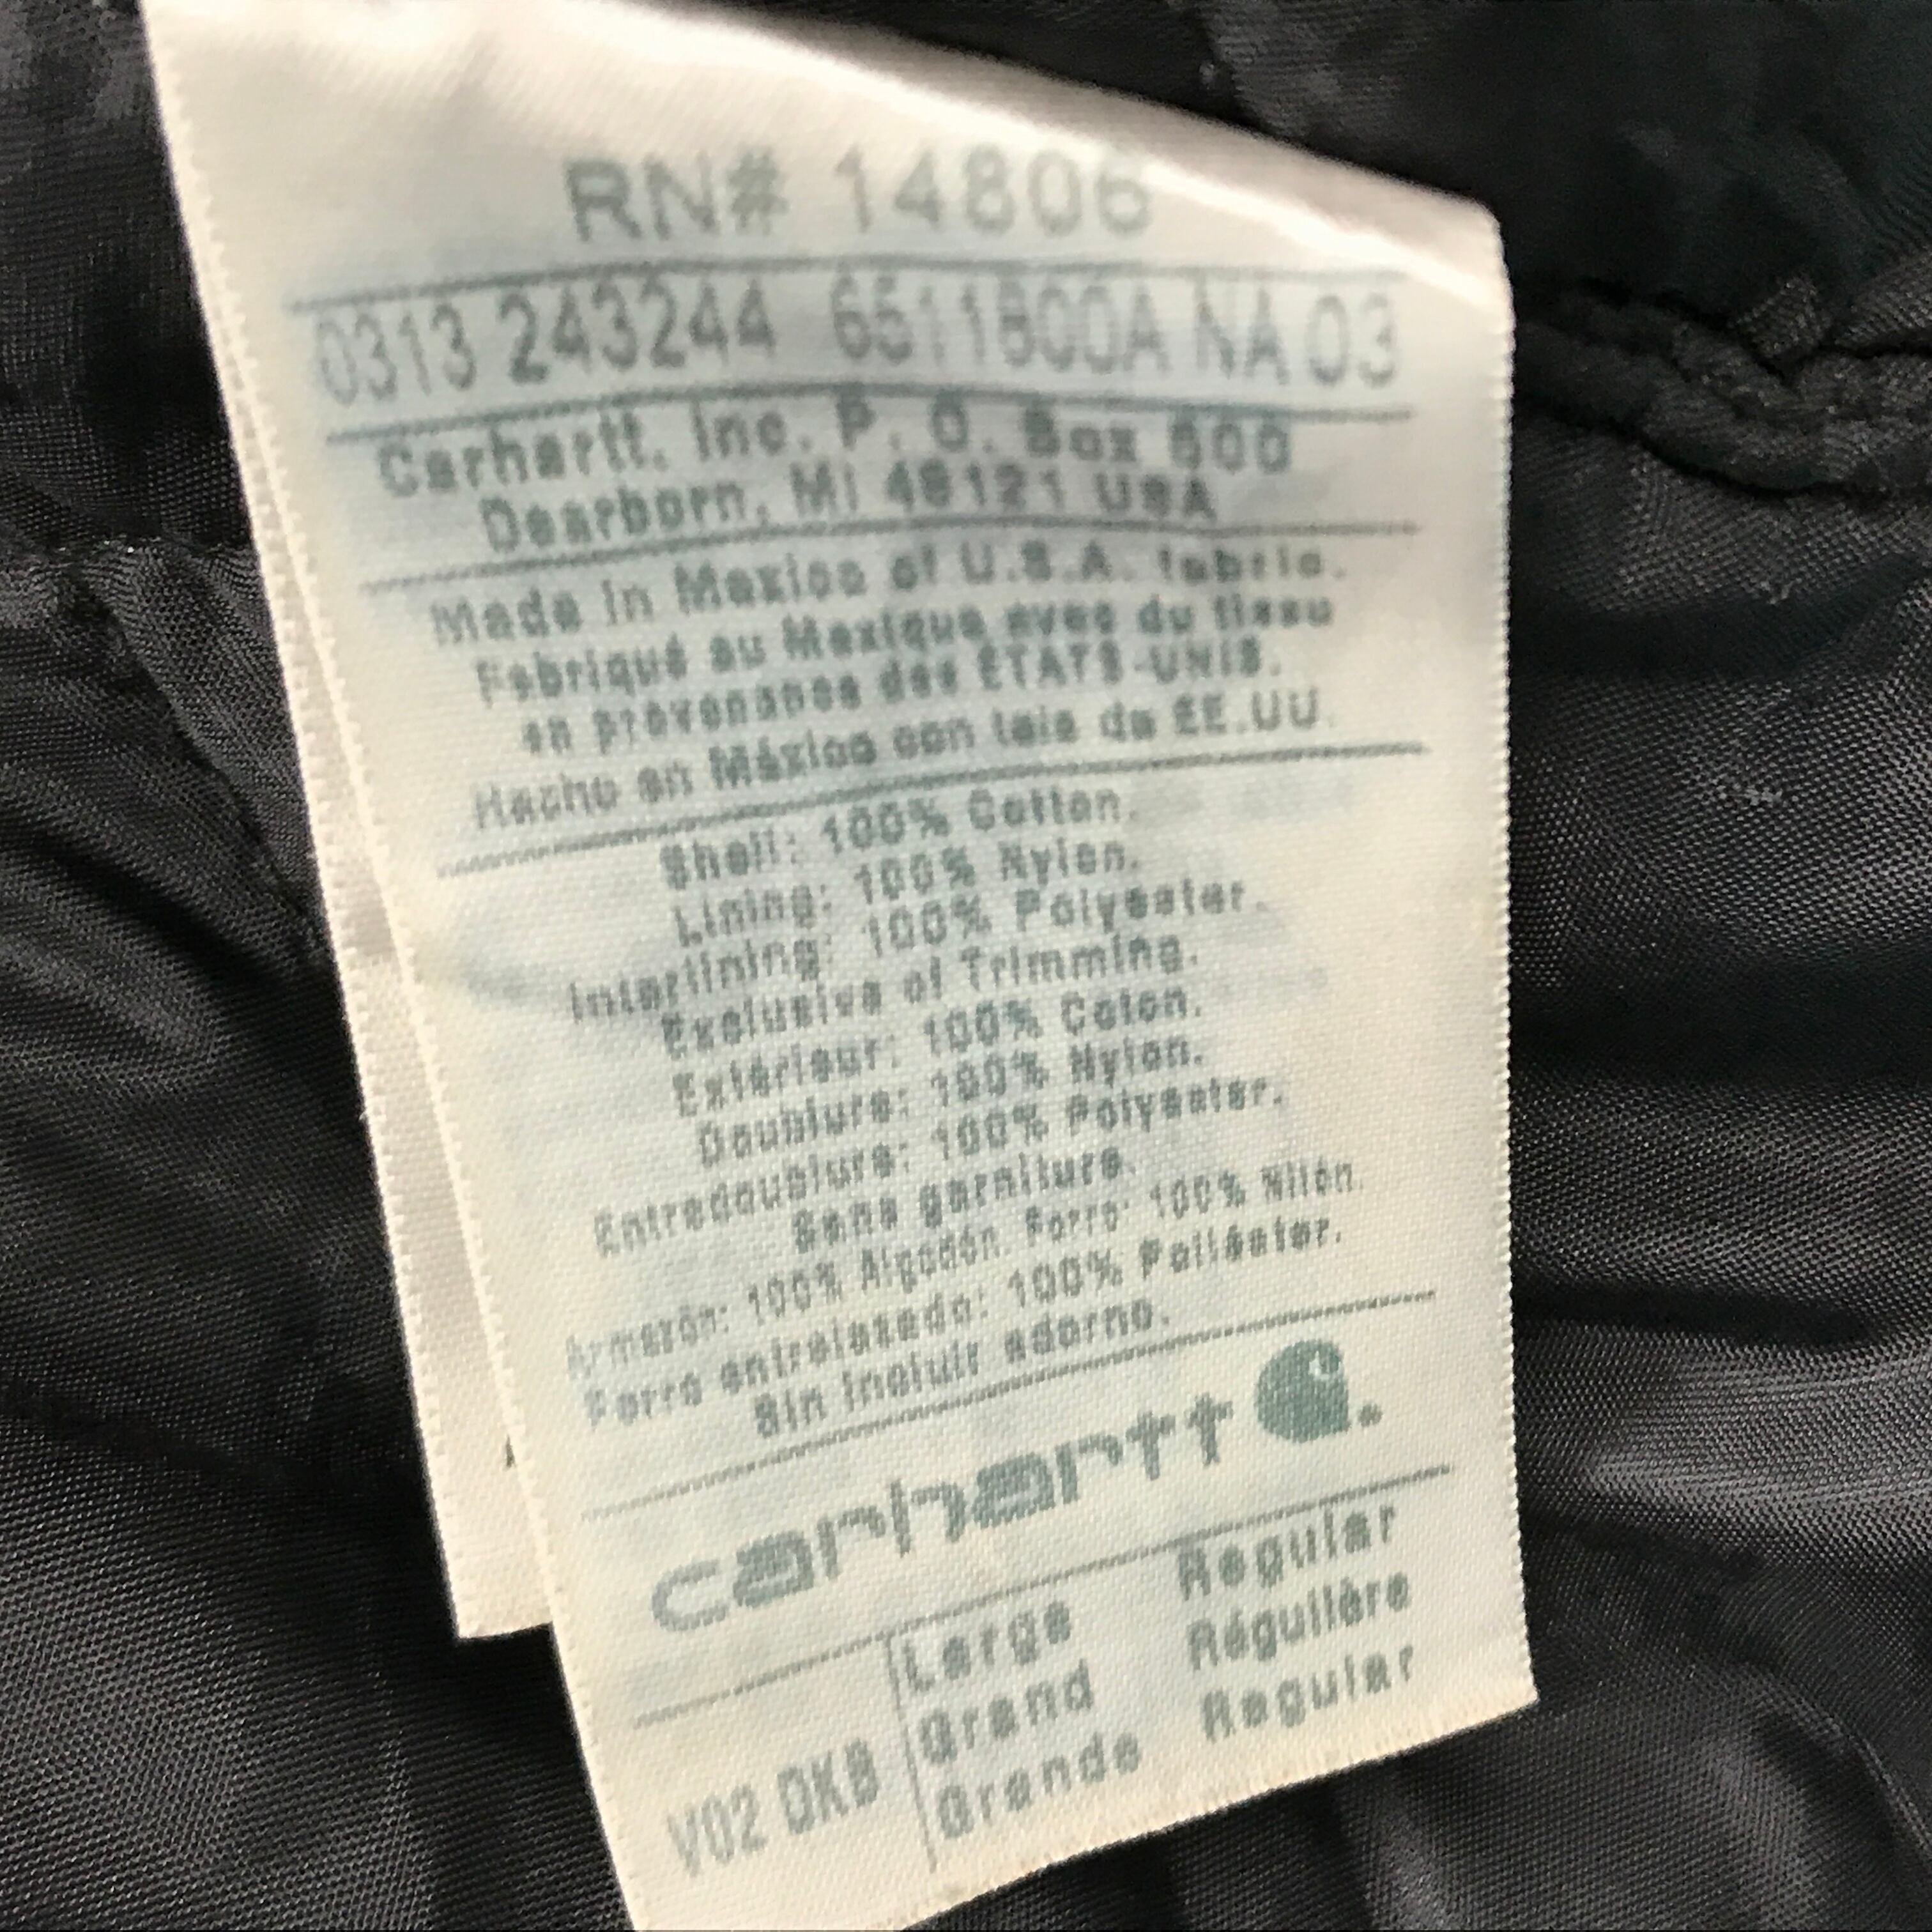 RN# 14806
0313 243244 6511800A NA 03
Carhartt, Inc. P. O. Box 600
Dearborn, MI 48121 USA
Made in Mexico of U.S.A. fabric.
Fabriqué au Mexique avec du tissu
en provenance des ÉTATS-UNIS.
Hecho en México con tela de EE.UU.
Shell: 100% Cotton.
Lining: 100% Nylon.
Interlining: 100% Polyester.
Exclusive of Trimming.
Extérieur: 100% Coton.
Doublure: 100% Nylon.
Entredoublure: 100% Polyester.
Sans garniture.
Armazón: 100% Algodón. Forro: 100% Nilón.
Forro entrelazado: 100% Poliéster.
Sin incluir adorno.
carhartt
Large Regular
Grand Régulière
V02 DKB Grande Regular